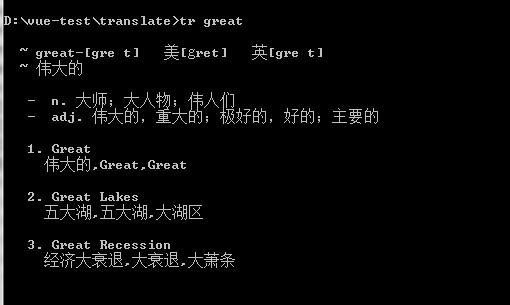 D:\vue-test\translate>tr great
~ great-[gre t] 美[gret] 英[gre t]
~ 伟大的
- n. 大师；大人物；伟人们
- adj. 伟大的，重大的；极好的，好的；主要的
1. Great
伟大的,Great,Great
2. Great Lakes
五大湖,五大湖,大湖区
3. Great Recession
经济大衰退,大衰退,大萧条